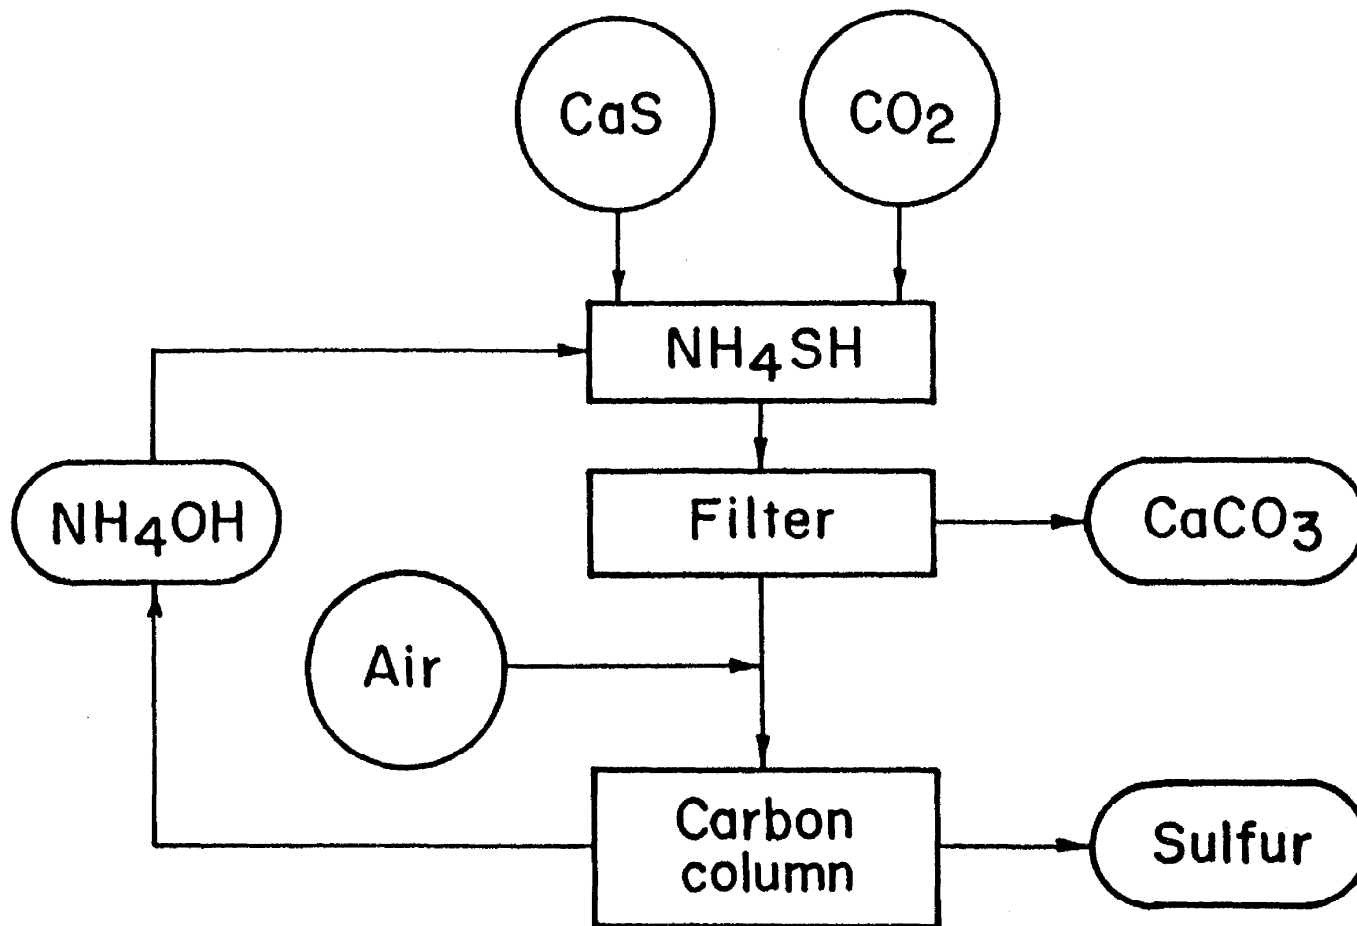 CaS
CO2
NH4SH
NH4OH
Filter
CaCO3
Air
Carbon
column
Sulfur